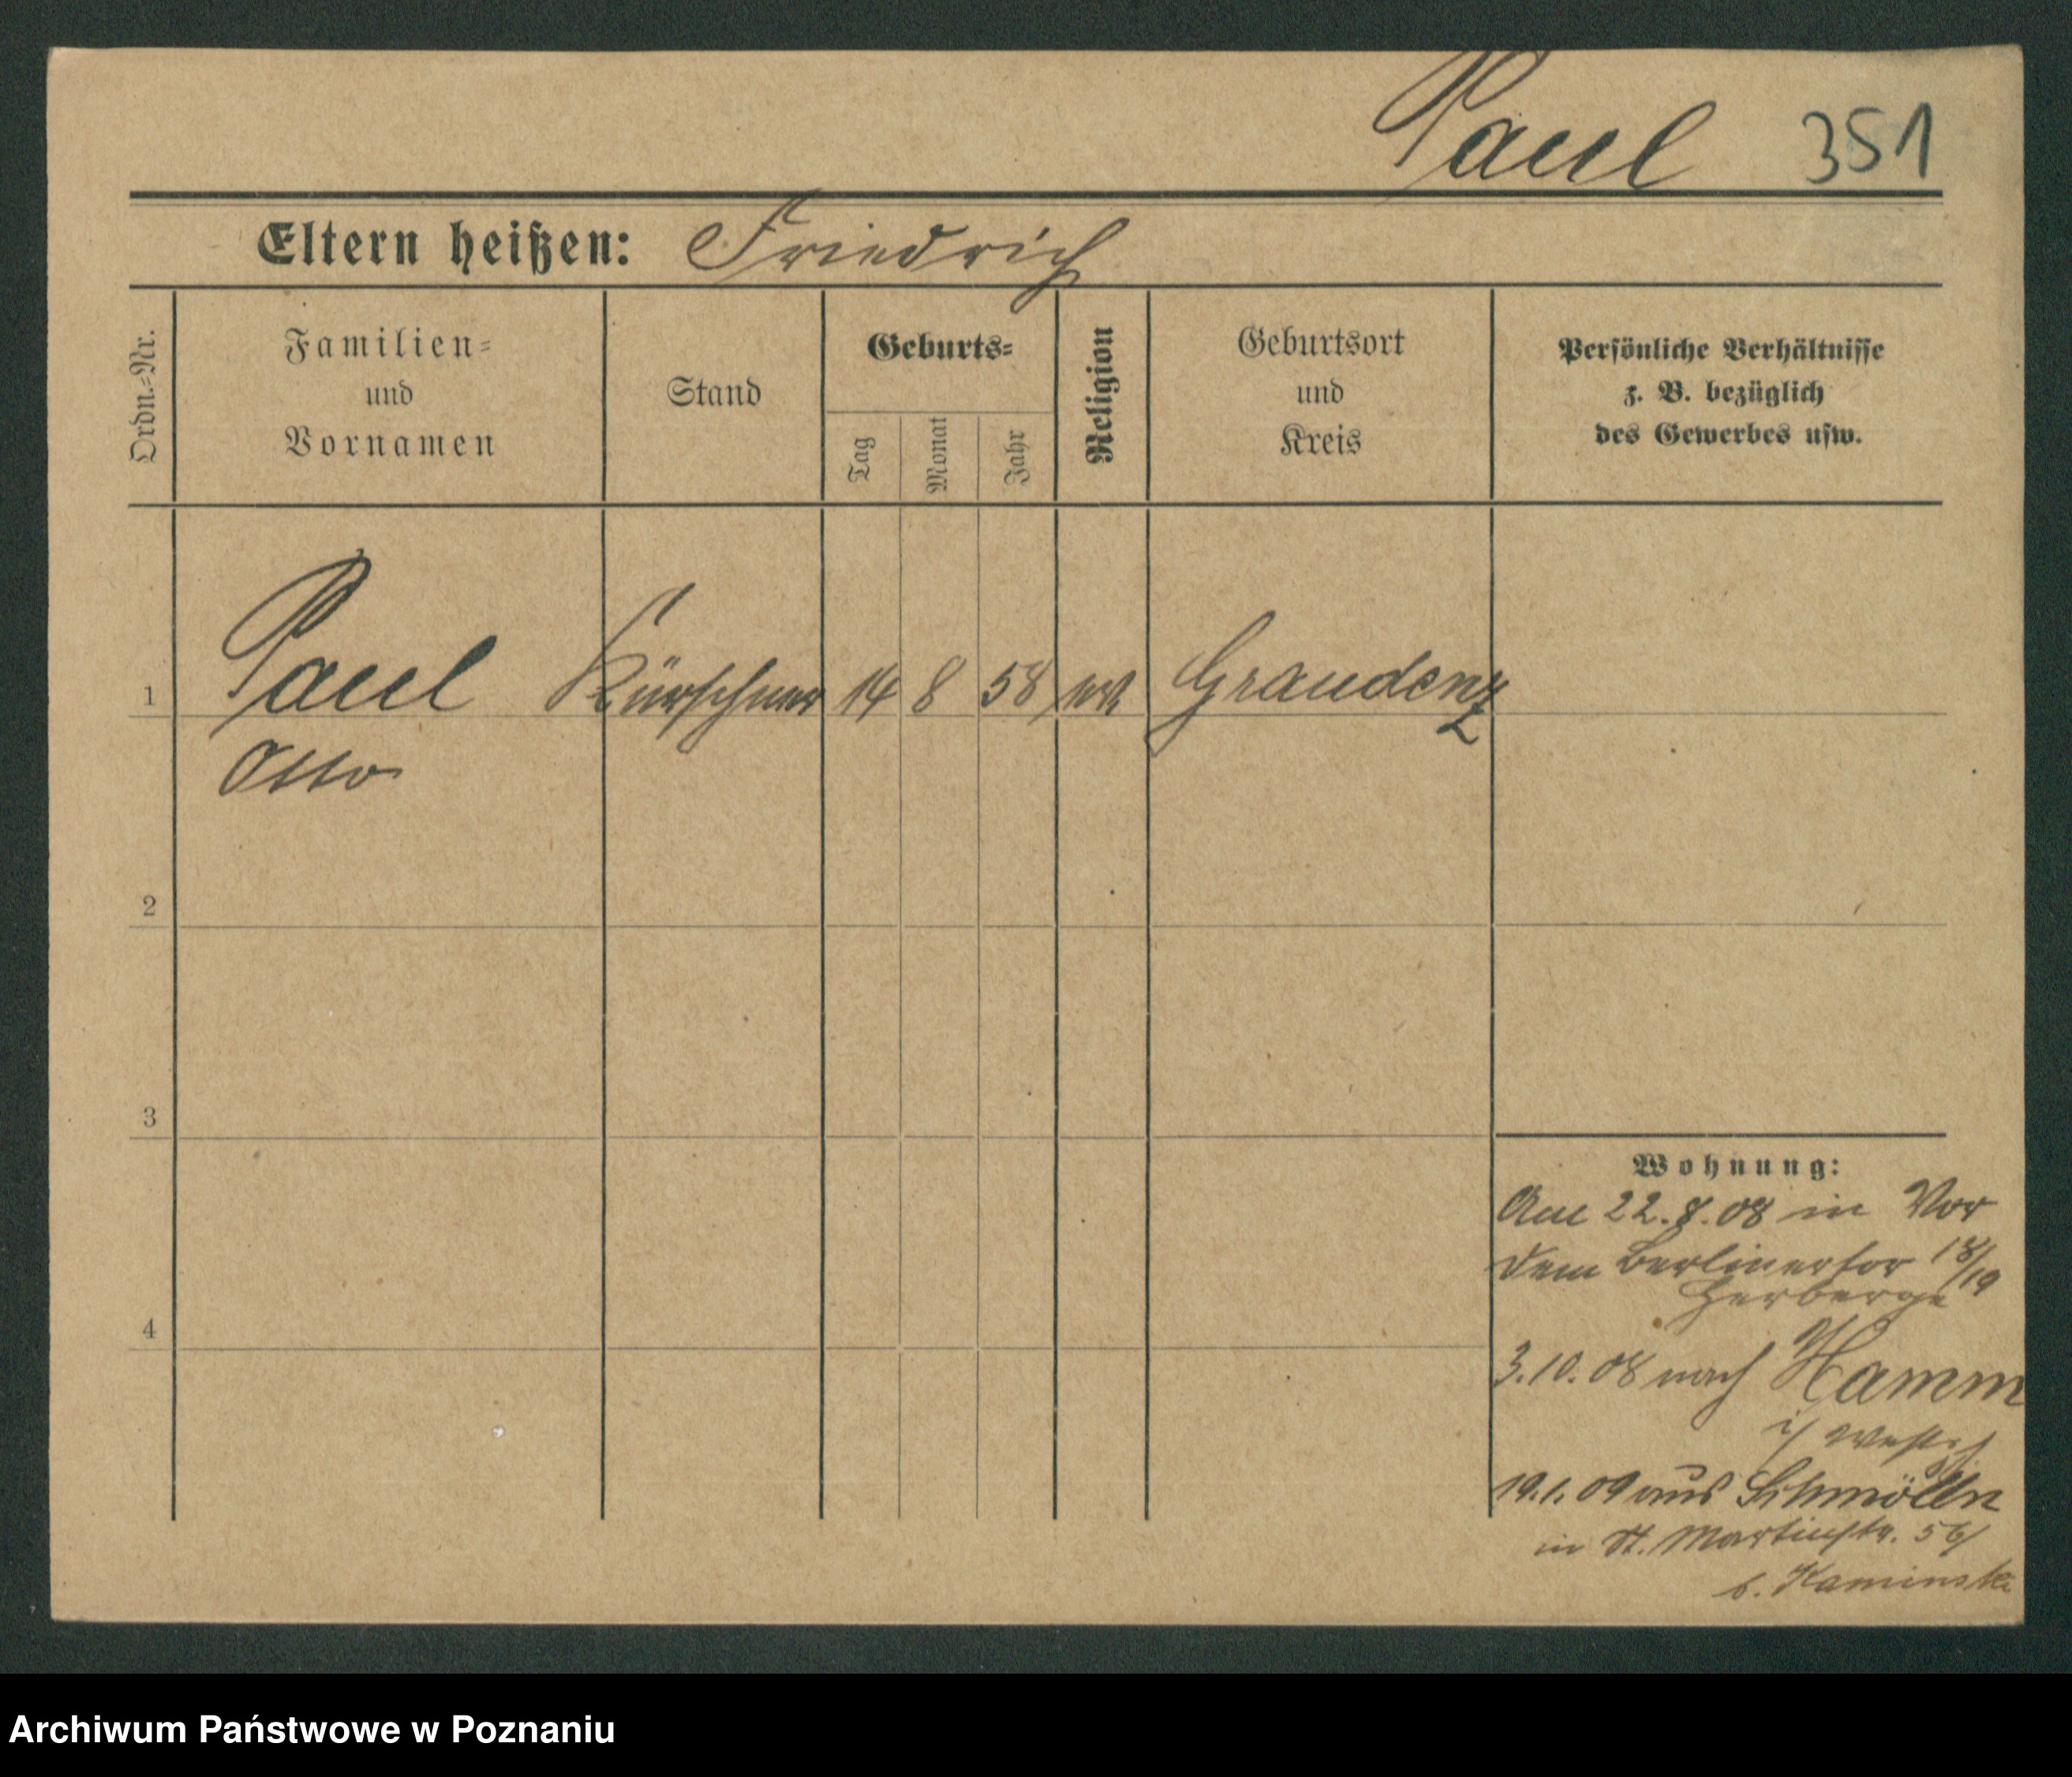 Paul 351
Eltern heißen: Friedrich
Ordn.-Nr.
Familien-
und
Vornamen
Stand
Geburts-
Tag
Monat
Jahr
Religion
Geburtsort
und
Kreis
Persönliche Verhältnisse
z. B. bezüglich
des Gewerbes usw.
1 Paul Kürschner 14 8 58 ev. Graudenz
Otto
2
3
4
Wohnung:
Am 22.8.08 in Vor
dem Berlinertor 18/19
Herberge
3.10.08 nach Hamm
i/ Westf.
19.1.09 aus Schmölln
in St. Martinstr. 56/
b. Kaminski
Archiwum Państwowe w Poznaniu